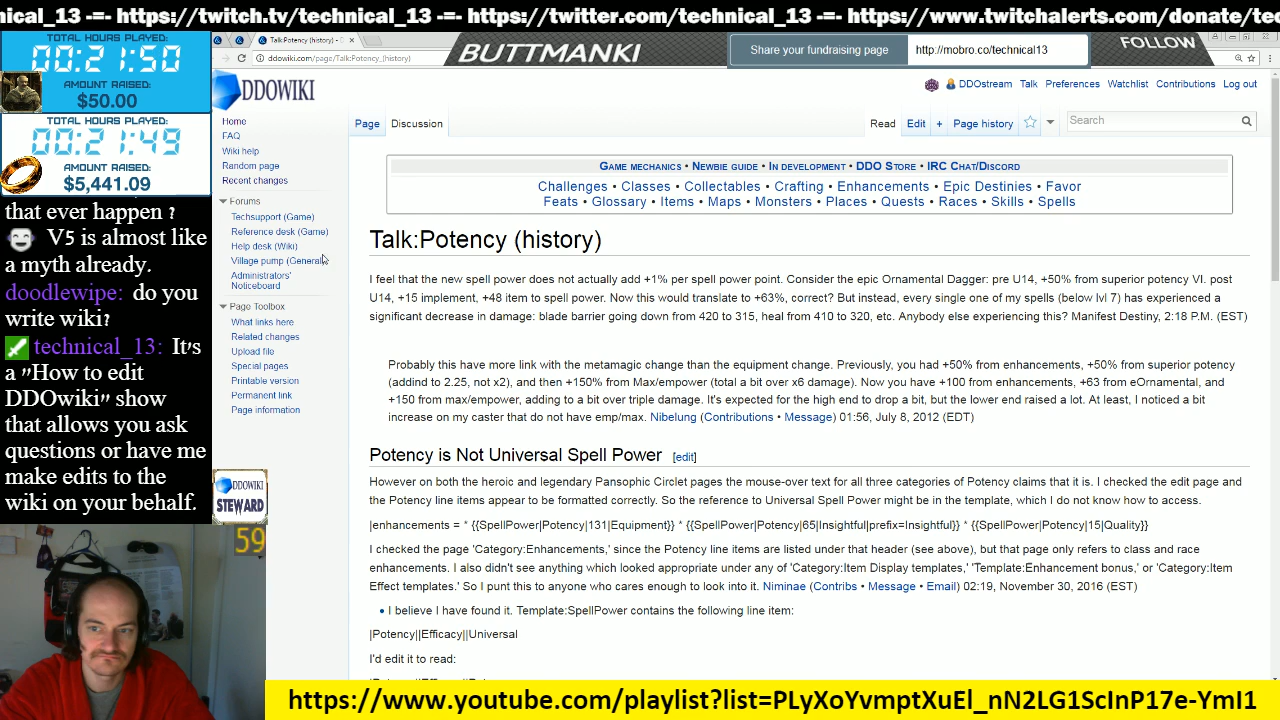 nical_13 -=- https://twitch.tv/technical_13 -=- https://twitter.com/technical_13 -=- https://www.twitchalerts.com/donate/tec
TOTAL HOURS PLAYED:
00:21:50
AMOUNT RAISED:
$50.00
TOTAL HOURS PLAYED:
00:21:49
AMOUNT RAISED:
$5,441.09
that ever happen ?
V5 is almost like
a myth already.
doodlewipe: do you
write wiki?
technical_13: It's
a "How to edit
DDOwiki" show
that allows you ask
questions or have me
make edits to the
wiki on your behalf.
Talk:Potency (history) - D
ddowiki.com/page/Talk:Potency_(history)
BUTTMANKI
Share your fundraising page
http://mobro.co/technical13
FOLLOW
DDOWIKI
DDOstream Talk Preferences Watchlist Contributions Log out
Home
FAQ
Wiki help
Random page
Recent changes
Forums
Techsupport (Game)
Reference desk (Game)
Help desk (Wiki)
Village pump (General)
Administrators'
Noticeboard
Page Toolbox
What links here
Related changes
Upload file
Special pages
Printable version
Permanent link
Page information
DDOWIKI
STEWARD
59
Page Discussion
Read Edit + Page history
Search
Game mechanics • Newbie guide • In development • DDO Store • IRC Chat/Discord
Challenges • Classes • Collectables • Crafting • Enhancements • Epic Destinies • Favor
Feats • Glossary • Items • Maps • Monsters • Places • Quests • Races • Skills • Spells
Talk:Potency (history)
I feel that the new spell power does not actually add +1% per spell power point. Consider the epic Ornamental Dagger: pre U14, +50% from superior potency VI. post
U14, +15 implement, +48 item to spell power. Now this would translate to +63%, correct? But instead, every single one of my spells (below lvl 7) has experienced a
significant decrease in damage: blade barrier going down from 420 to 315, heal from 410 to 320, etc. Anybody else experiencing this? Manifest Destiny, 2:18 P.M. (EST)
Probably this have more link with the metamagic change than the equipment change. Previously, you had +50% from enhancements, +50% from superior potency
(addind to 2.25, not x2), and then +150% from Max/empower (total a bit over x6 damage). Now you have +100 from enhancements, +63 from eOrnamental, and
+150 from max/empower, adding to a bit over triple damage. It's expected for the high end to drop a bit, but the lower end raised a lot. At least, I noticed a bit
increase on my caster that do not have emp/max. Nibelung (Contributions • Message) 01:56, July 8, 2012 (EDT)
Potency is Not Universal Spell Power [edit]
However on both the heroic and legendary Pansophic Circlet pages the mouse-over text for all three categories of Potency claims that it is. I checked the edit page and
the Potency line items appear to be formatted correctly. So the reference to Universal Spell Power might be in the template, which I do not know how to access.
|enhancements = * {{SpellPower|Potency|131|Equipment}} * {{SpellPower|Potency|65|Insightful|prefix=Insightful}} * {{SpellPower|Potency|15|Quality}}
I checked the page 'Category:Enhancements,' since the Potency line items are listed under that header (see above), but that page only refers to class and race
enhancements. I also didn't see anything which looked appropriate under any of 'Category:Item Display templates,' 'Template:Enhancement bonus,' or 'Category:Item
Effect templates.' So I punt this to anyone who cares enough to look into it. Niminae (Contribs • Message • Email) 02:19, November 30, 2016 (EST)
• I believe I have found it. Template:SpellPower contains the following line item:
|Potency||Efficacy||Universal
I'd edit it to read:
https://www.youtube.com/playlist?list=PLyXoYvmptXuEl_nN2LG1ScInP17e-YmI1